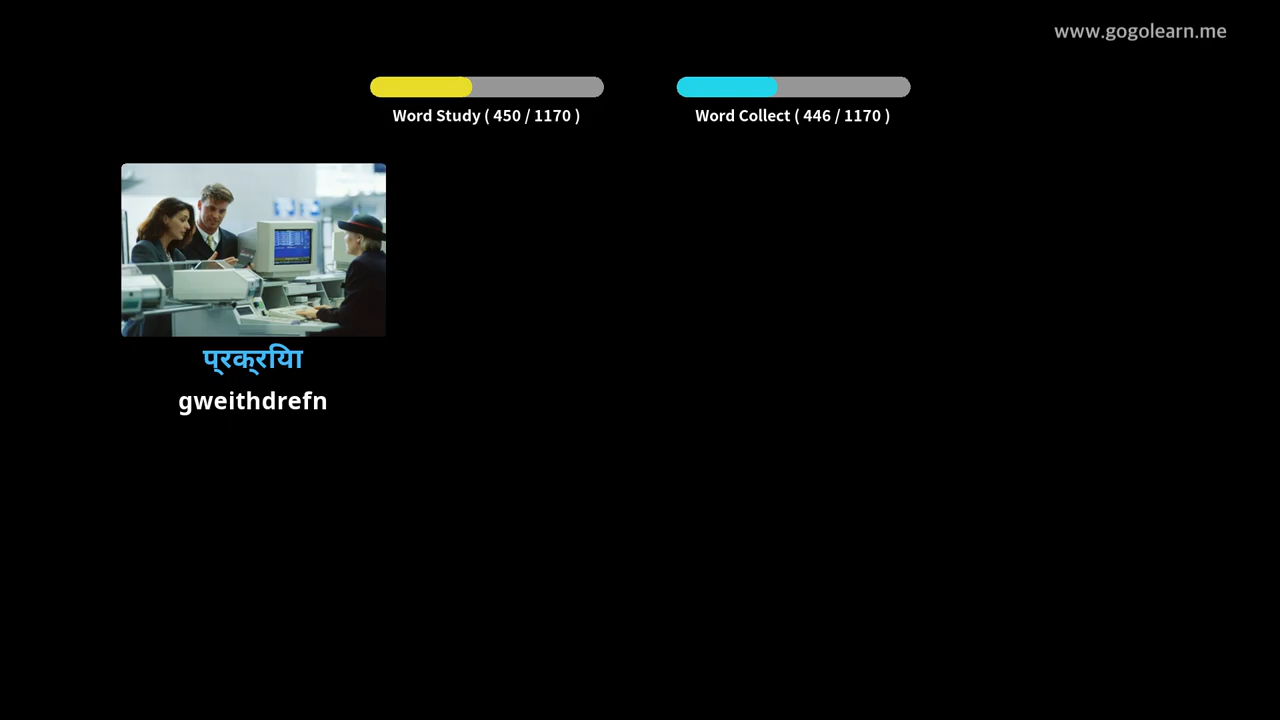 www.gogolearn.me
Word Study ( 450 / 1170 )
Word Collect ( 446 / 1170 )
प्रक्रिया
gweithdrefn